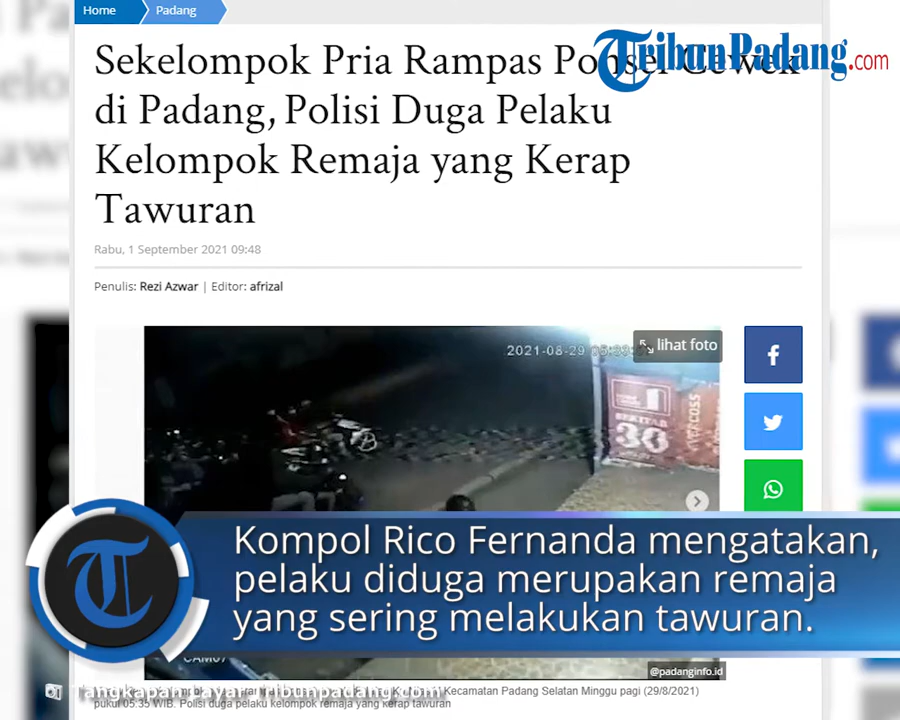 Home
Padang
TribunPadang.com
Sekelompok Pria Rampas Ponsel Cewek
di Padang, Polisi Duga Pelaku
Kelompok Remaja yang Kerap
Tawuran
Rabu, 1 September 2021 09:48
Penulis: Rezi Azwar | Editor: afrizal
2021-08-29
lihat foto
30
Kompol Rico Fernanda mengatakan,
pelaku diduga merupakan remaja
yang sering melakukan tawuran.
CAM07
@padanginfo.id
Tangkapan Layar Tribunpadang.com
Kecamatan Padang Selatan Minggu pagi (29/8/2021)
pukul 05:35 WIB. Polisi duga pelaku kelompok remaja yang kerap tawuran